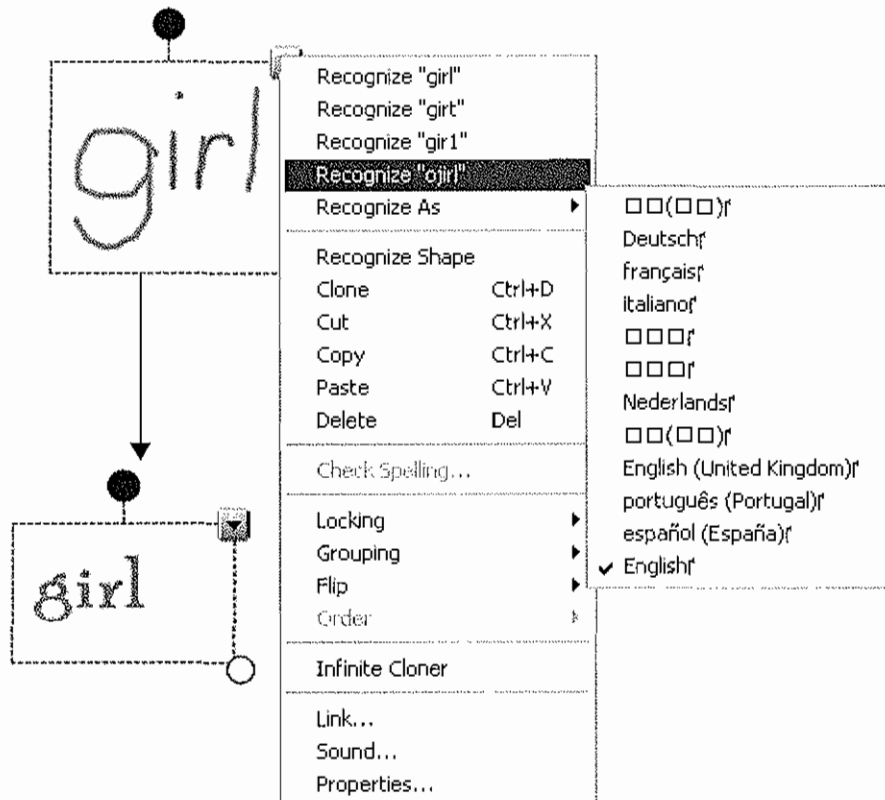 girl
Recognize "girl"
Recognize "girt"
Recognize "gir1"
Recognize "ojirl"
Recognize As
Recognize Shape
Clone Ctrl+D
Cut Ctrl+X
Copy Ctrl+C
Paste Ctrl+V
Delete Del
Check Spelling...
Locking
Grouping
Flip
Order
Infinite Cloner
Link...
Sound...
Properties...
□□(□□)
Deutsch
français
italiano
□□□
□□□
Nederlands
□□(□□)
English (United Kingdom)
português (Portugal)
español (España)
English
girl